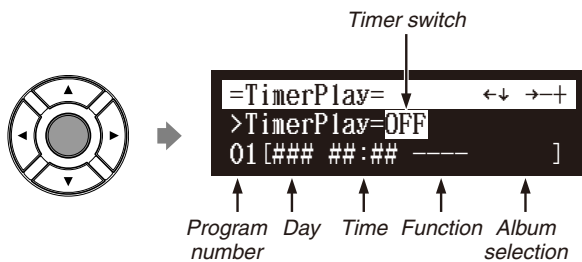 Timer switch
=TimerPlay= ←↓ →−+
>TimerPlay=OFF
01[### ##:## ---- ]
Program number
Day
Time
Function
Album selection